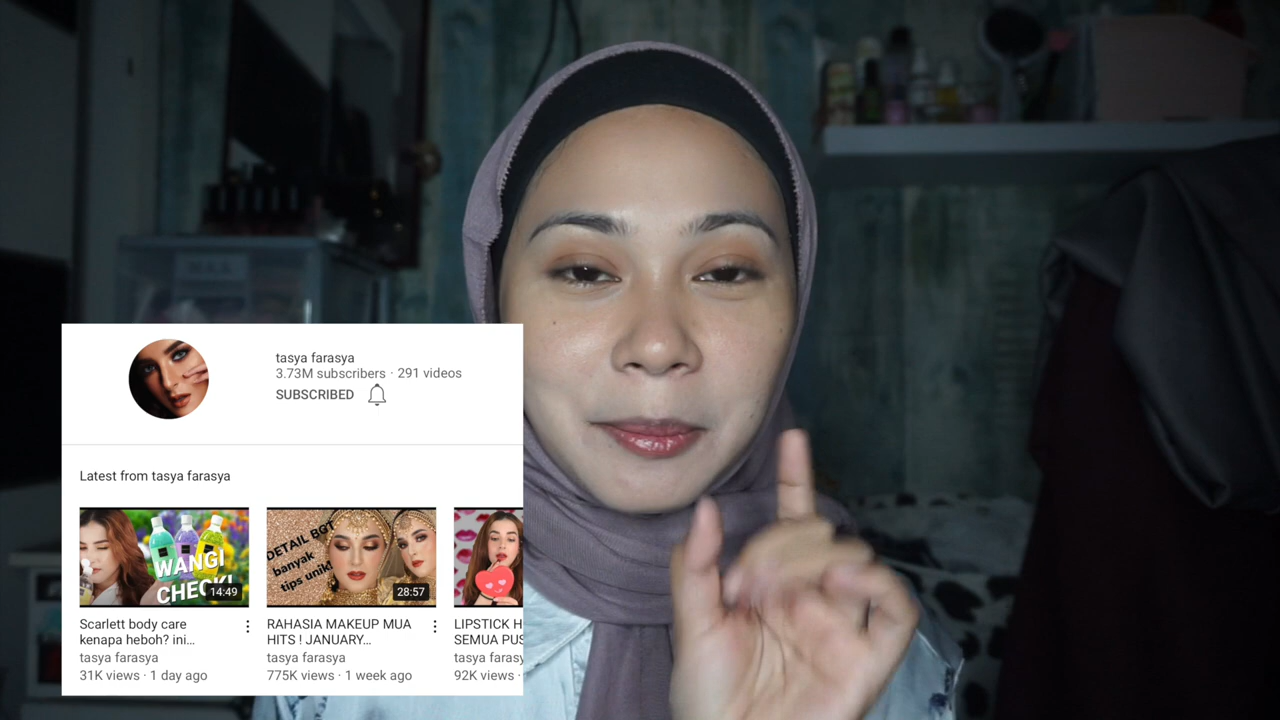 tasya farasya
3.73M subscribers · 291 videos
SUBSCRIBED
Latest from tasya farasya
WANGI
CHECK!
14:49
DETAIL BGT
banyak
tips unik!
28:57
Scarlett body care
kenapa heboh? ini...
tasya farasya
31K views · 1 day ago
RAHASIA MAKEUP MUA
HITS ! JANUARY...
tasya farasya
775K views · 1 week ago
LIPSTICK H
SEMUA PUS
tasya farasy
92K views ·